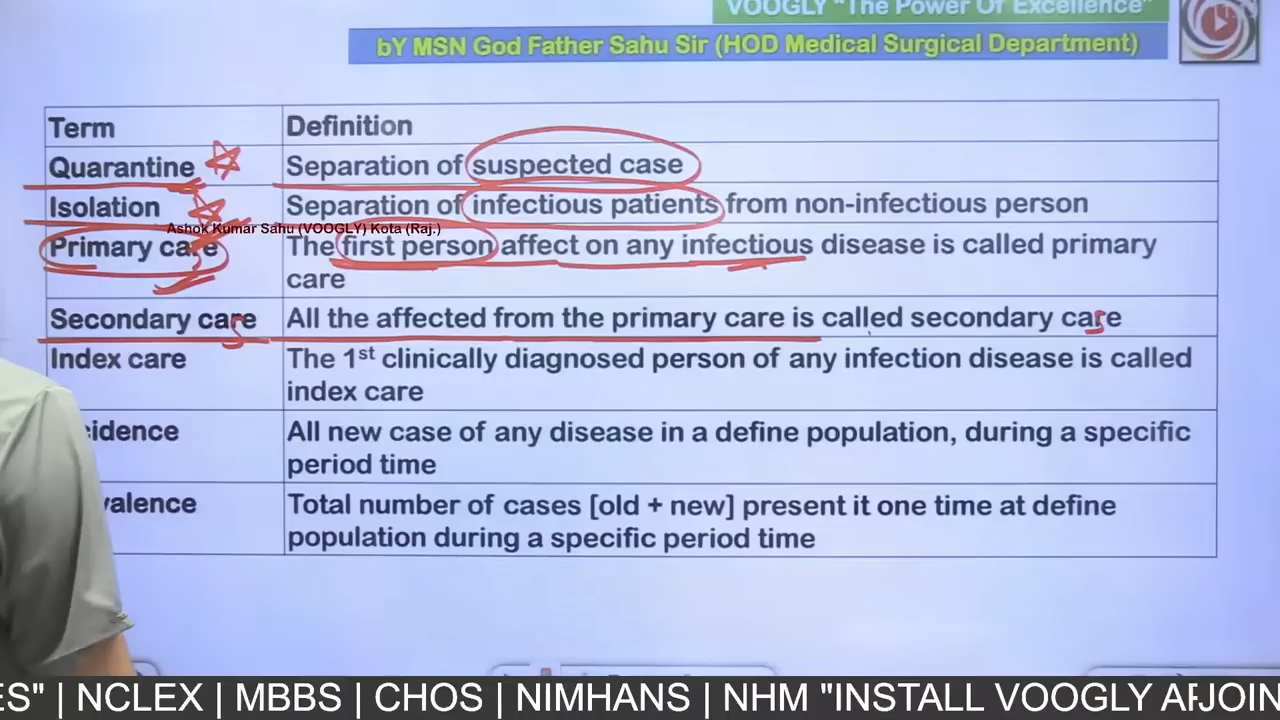 VOOGLY "The Power Of Excellence"
bY MSN God Father Sahu Sir (HOD Medical Surgical Department)
Term Definition
Quarantine Separation of suspected case
Isolation Separation of infectious patients from non-infectious person
Ashok Kumar Sahu (VOOGLY) Kota (Raj.)
Primary care The first person affect on any infectious disease is called primary
care
Secondary care All the affected from the primary care is called secondary care
Index care The 1st clinically diagnosed person of any infection disease is called
index care
cidence All new case of any disease in a define population, during a specific
period time
valence Total number of cases [old + new] present it one time at define
population during a specific period time
ES" | NCLEX | MBBS | CHOS | NIMHANS | NHM "INSTALL VOOGLY AP JOIN